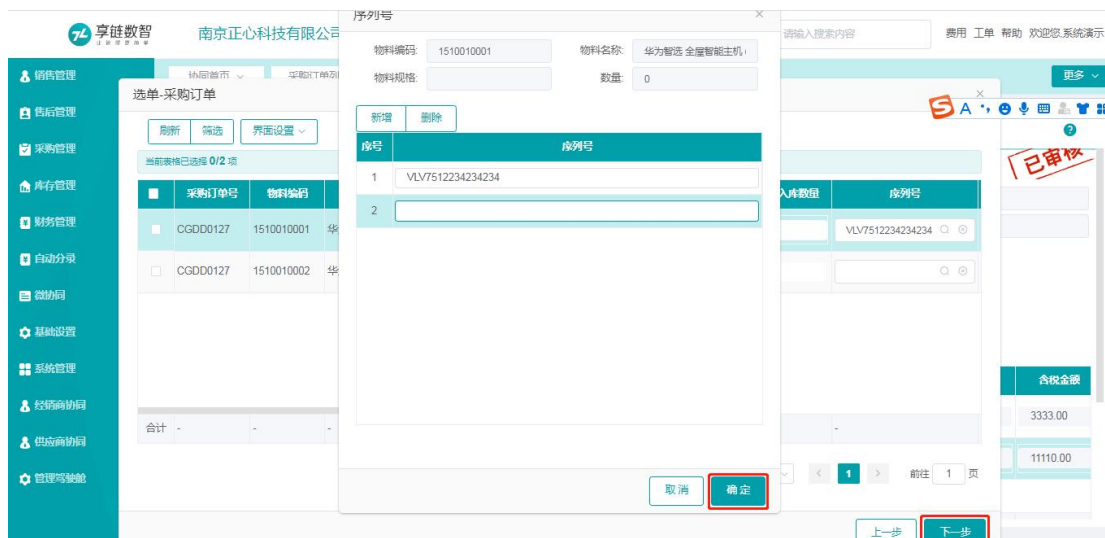 享链数智
南京正心科技有限公司
请输入搜索内容
费用 工单 帮助 欢迎您,系统演示
销售管理
售后管理
采购管理
库存管理
财务管理
自动分录
微协同
基础设置
系统管理
经销商协同
供应商协同
管理驾驶舱
协同首页
采购订单列
更多
选单-采购订单
刷新 筛选 界面设置
当前表格已选择 0/2 项
采购订单号 物料编码 入库数量 序列号
CGDD0127 1510010001 华 VLV7512234234234
CGDD0127 1510010002 华
合计 - - - -
1 前往 1 页
上一步 下一步
序列号
物料编码: 1510010001 物料名称: 华为智选 全屋智能主机
物料规格: 数量: 0
新增 删除
序号 序列号
1 VLV7512234234234
2
取消 确定
已审核
含税金额
3333.00
11110.00